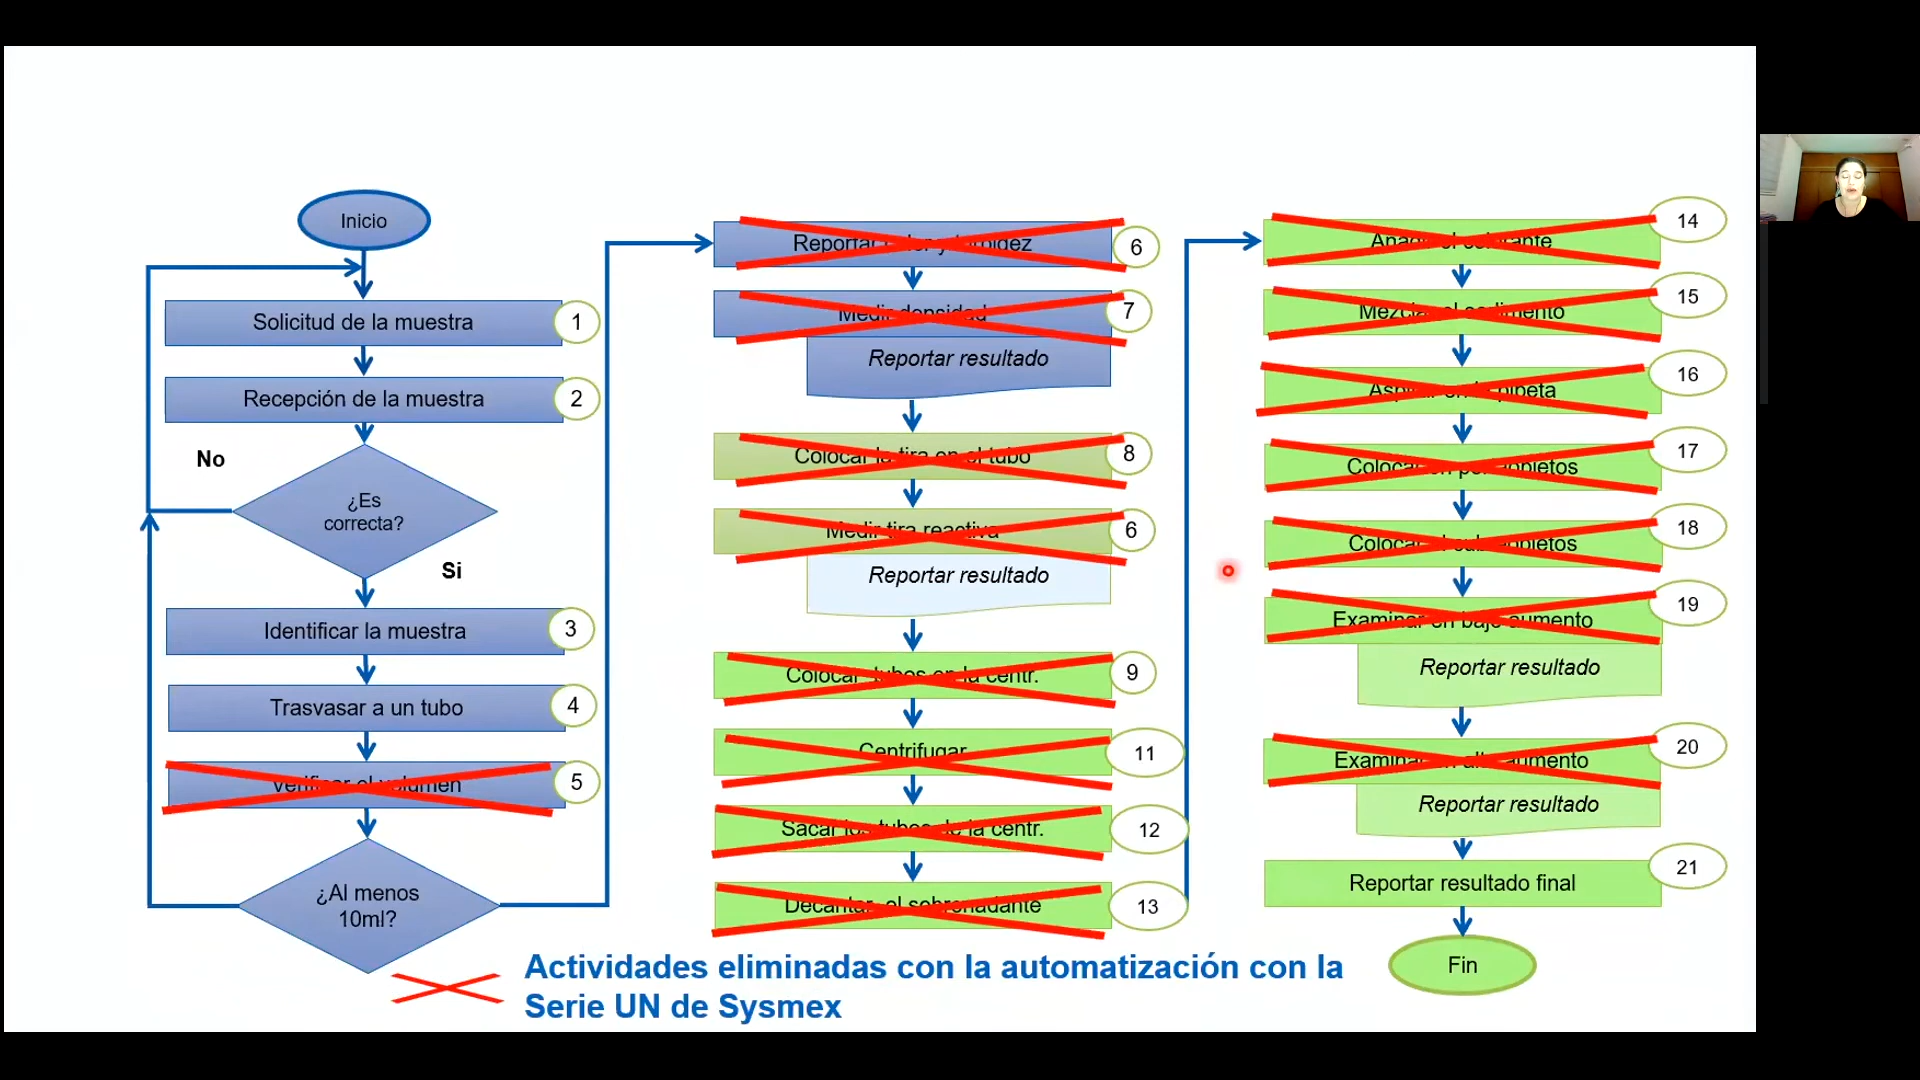 Inicio
Solicitud de la muestra
1
Recepción de la muestra
2
No
¿Es
correcta?
Si
Identificar la muestra
3
Trasvasar a un tubo
4
Verificar el volumen
5
¿Al menos
10ml?
Reportar color y turbidez
6
Medir densidad
7
Reportar resultado
Colocar la tira en el tubo
8
Medir tira reactiva
6
Reportar resultado
Colocar tubos en la centr.
9
Centrifugar
11
Sacar los tubos de la centr.
12
Decantar el sobrenadante
13
Añadir el colorante
14
Mezclar el sedimento
15
Aspirar en la pipeta
16
Colocar en portaobjetos
17
Colocar el cubreobjetos
18
Examinar en bajo aumento
19
Reportar resultado
Examinar en alto aumento
20
Reportar resultado
Reportar resultado final
21
Fin
Actividades eliminadas con la automatización con la
Serie UN de Sysmex